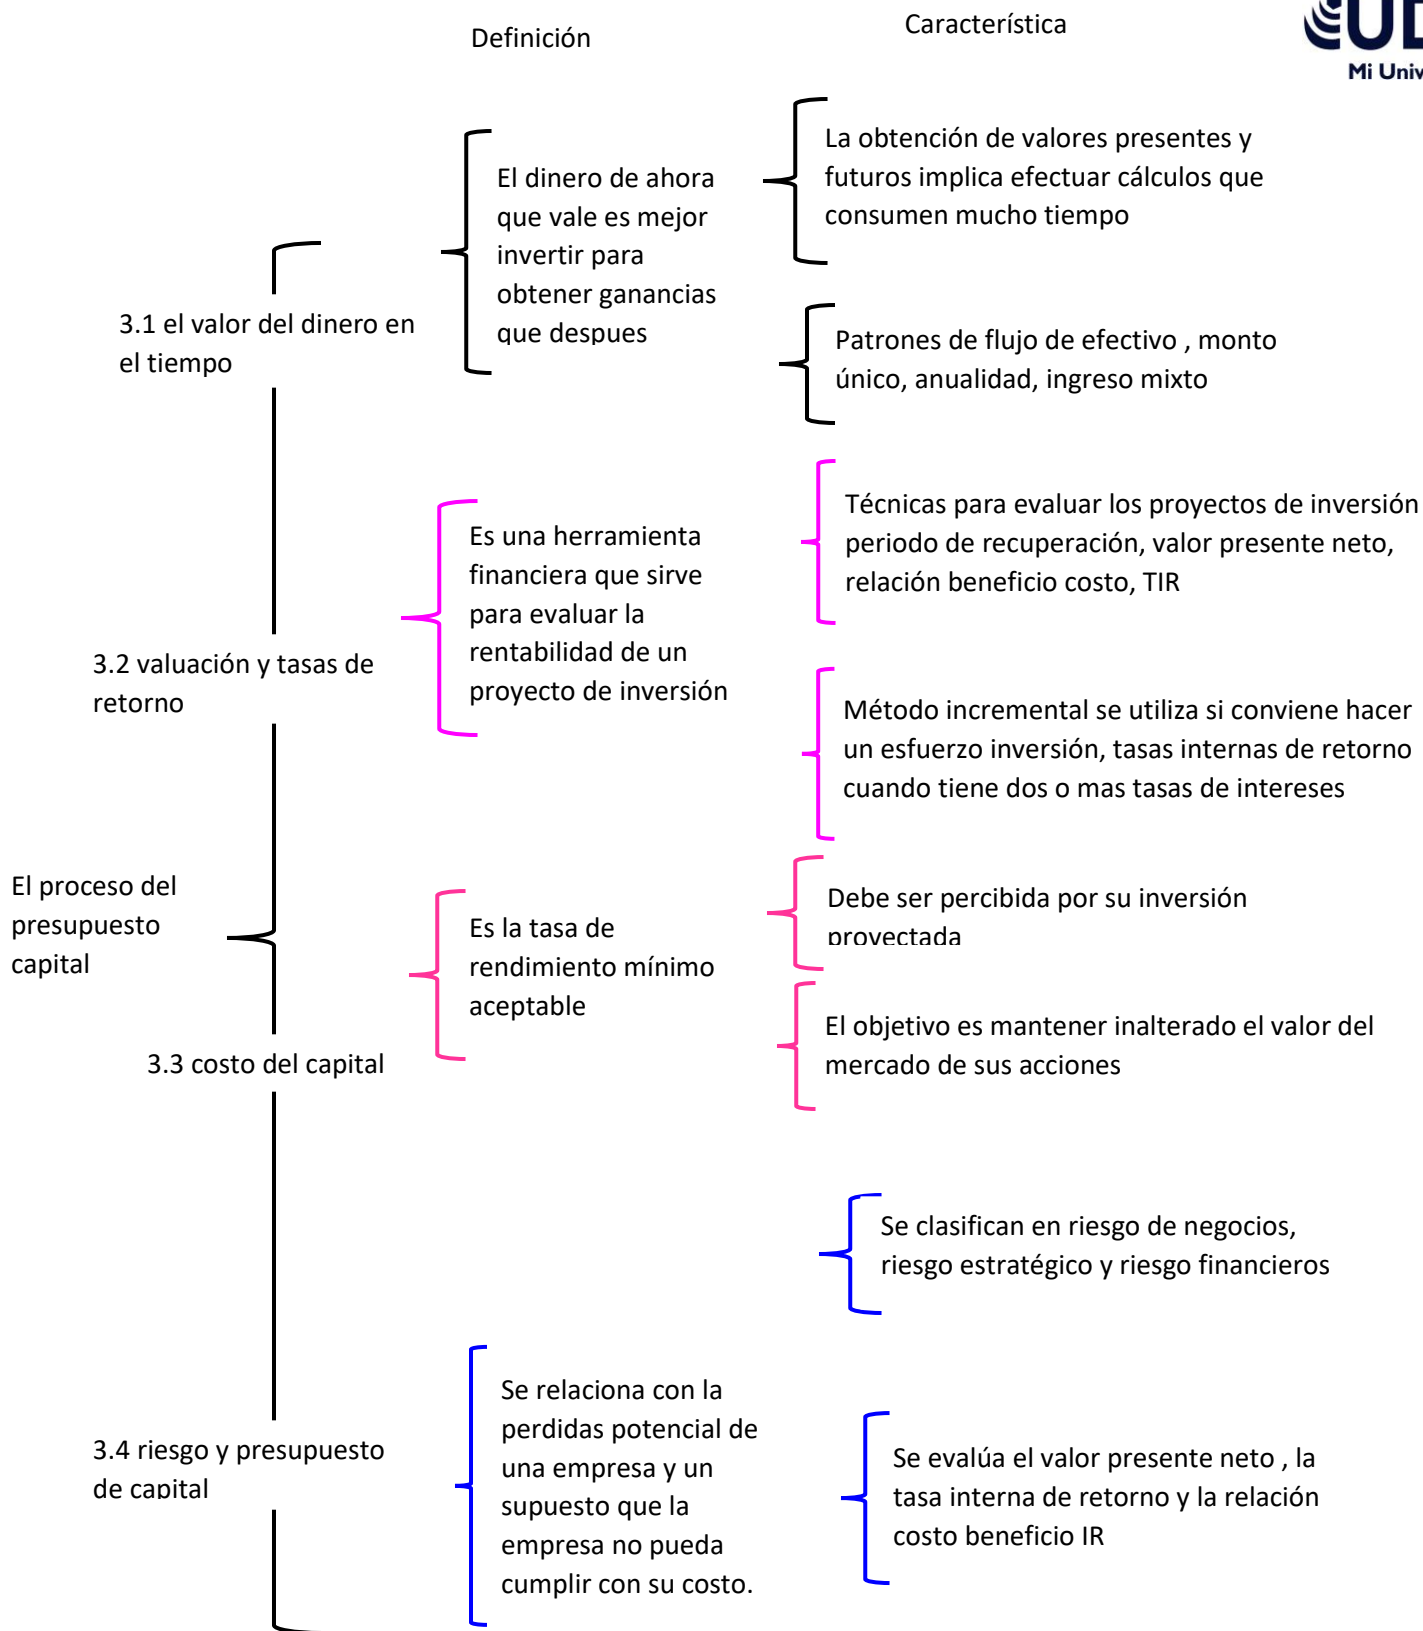 Definición
Característica
Mi Univ
La obtención de valores presentes y
futuros implica efectuar cálculos que
consumen mucho tiempo
El dinero de ahora
que vale es mejor
invertir para
obtener ganancias
que despues
3.1 el valor del dinero en
el tiempo
Patrones de flujo de efectivo , monto
único, anualidad, ingreso mixto
Técnicas para evaluar los proyectos de inversión
periodo de recuperación, valor presente neto,
relación beneficio costo, TIR
Es una herramienta
financiera que sirve
para evaluar la
rentabilidad de un
proyecto de inversión
3.2 valuación y tasas de
retorno
Método incremental se utiliza si conviene hacer
un esfuerzo inversión, tasas internas de retorno
cuando tiene dos o mas tasas de intereses
El proceso del
presupuesto
capital
Debe ser percibida por su inversión
proyectada
Es la tasa de
rendimiento mínimo
aceptable
El objetivo es mantener inalterado el valor del
mercado de sus acciones
3.3 costo del capital
Se clasifican en riesgo de negocios,
riesgo estratégico y riesgo financieros
Se relaciona con la
perdidas potencial de
una empresa y un
supuesto que la
empresa no pueda
cumplir con su costo.
3.4 riesgo y presupuesto
de capital
Se evalúa el valor presente neto , la
tasa interna de retorno y la relación
costo beneficio IR